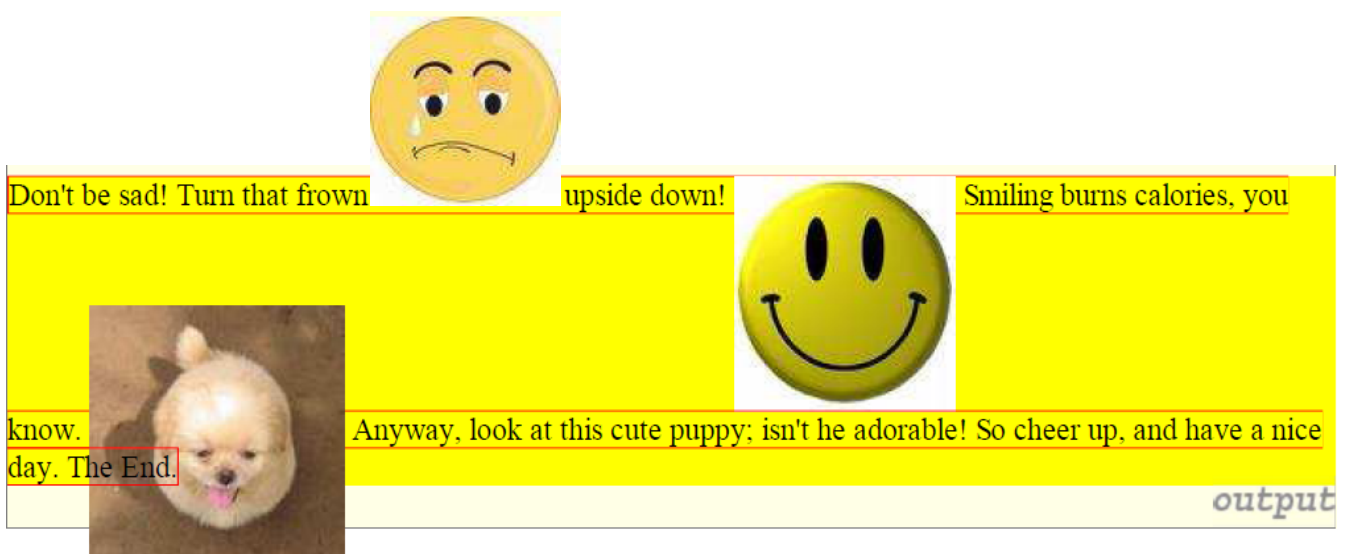 Don't be sad! Turn that frown upside down! Smiling burns calories, you
know. Anyway, look at this cute puppy; isn't he adorable! So cheer up, and have a nice
day. The End.
output